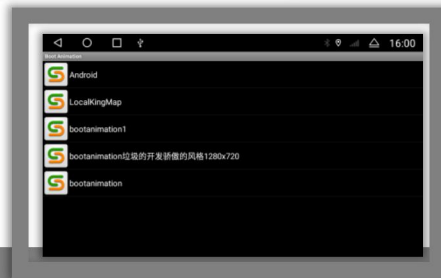 16:00
Boot Animation
Android
LocalKingMap
bootanimation1
bootanimation垃圾的开发骄傲的风格1280x720
bootanimation